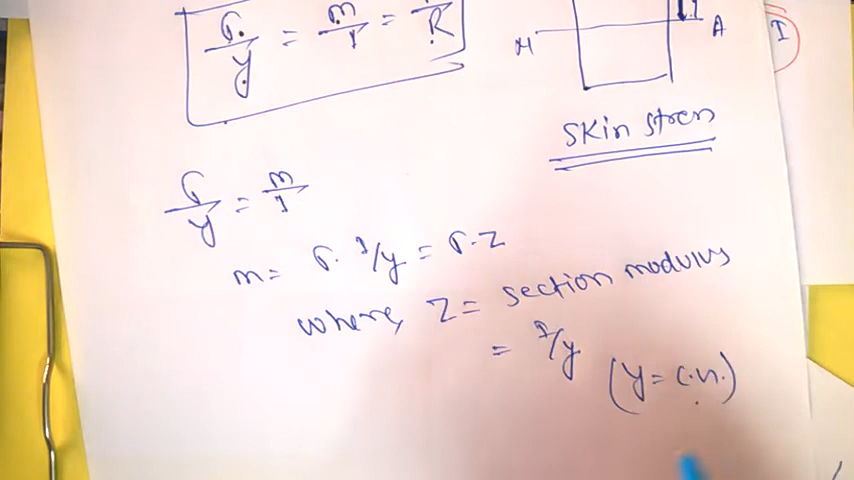 σ/y = m/I = /R
N A
I
Skin stress
σ/y = m/I
m = σ. I/y = σ.z
where, z = section modulus
= I/y (y = c.n.)